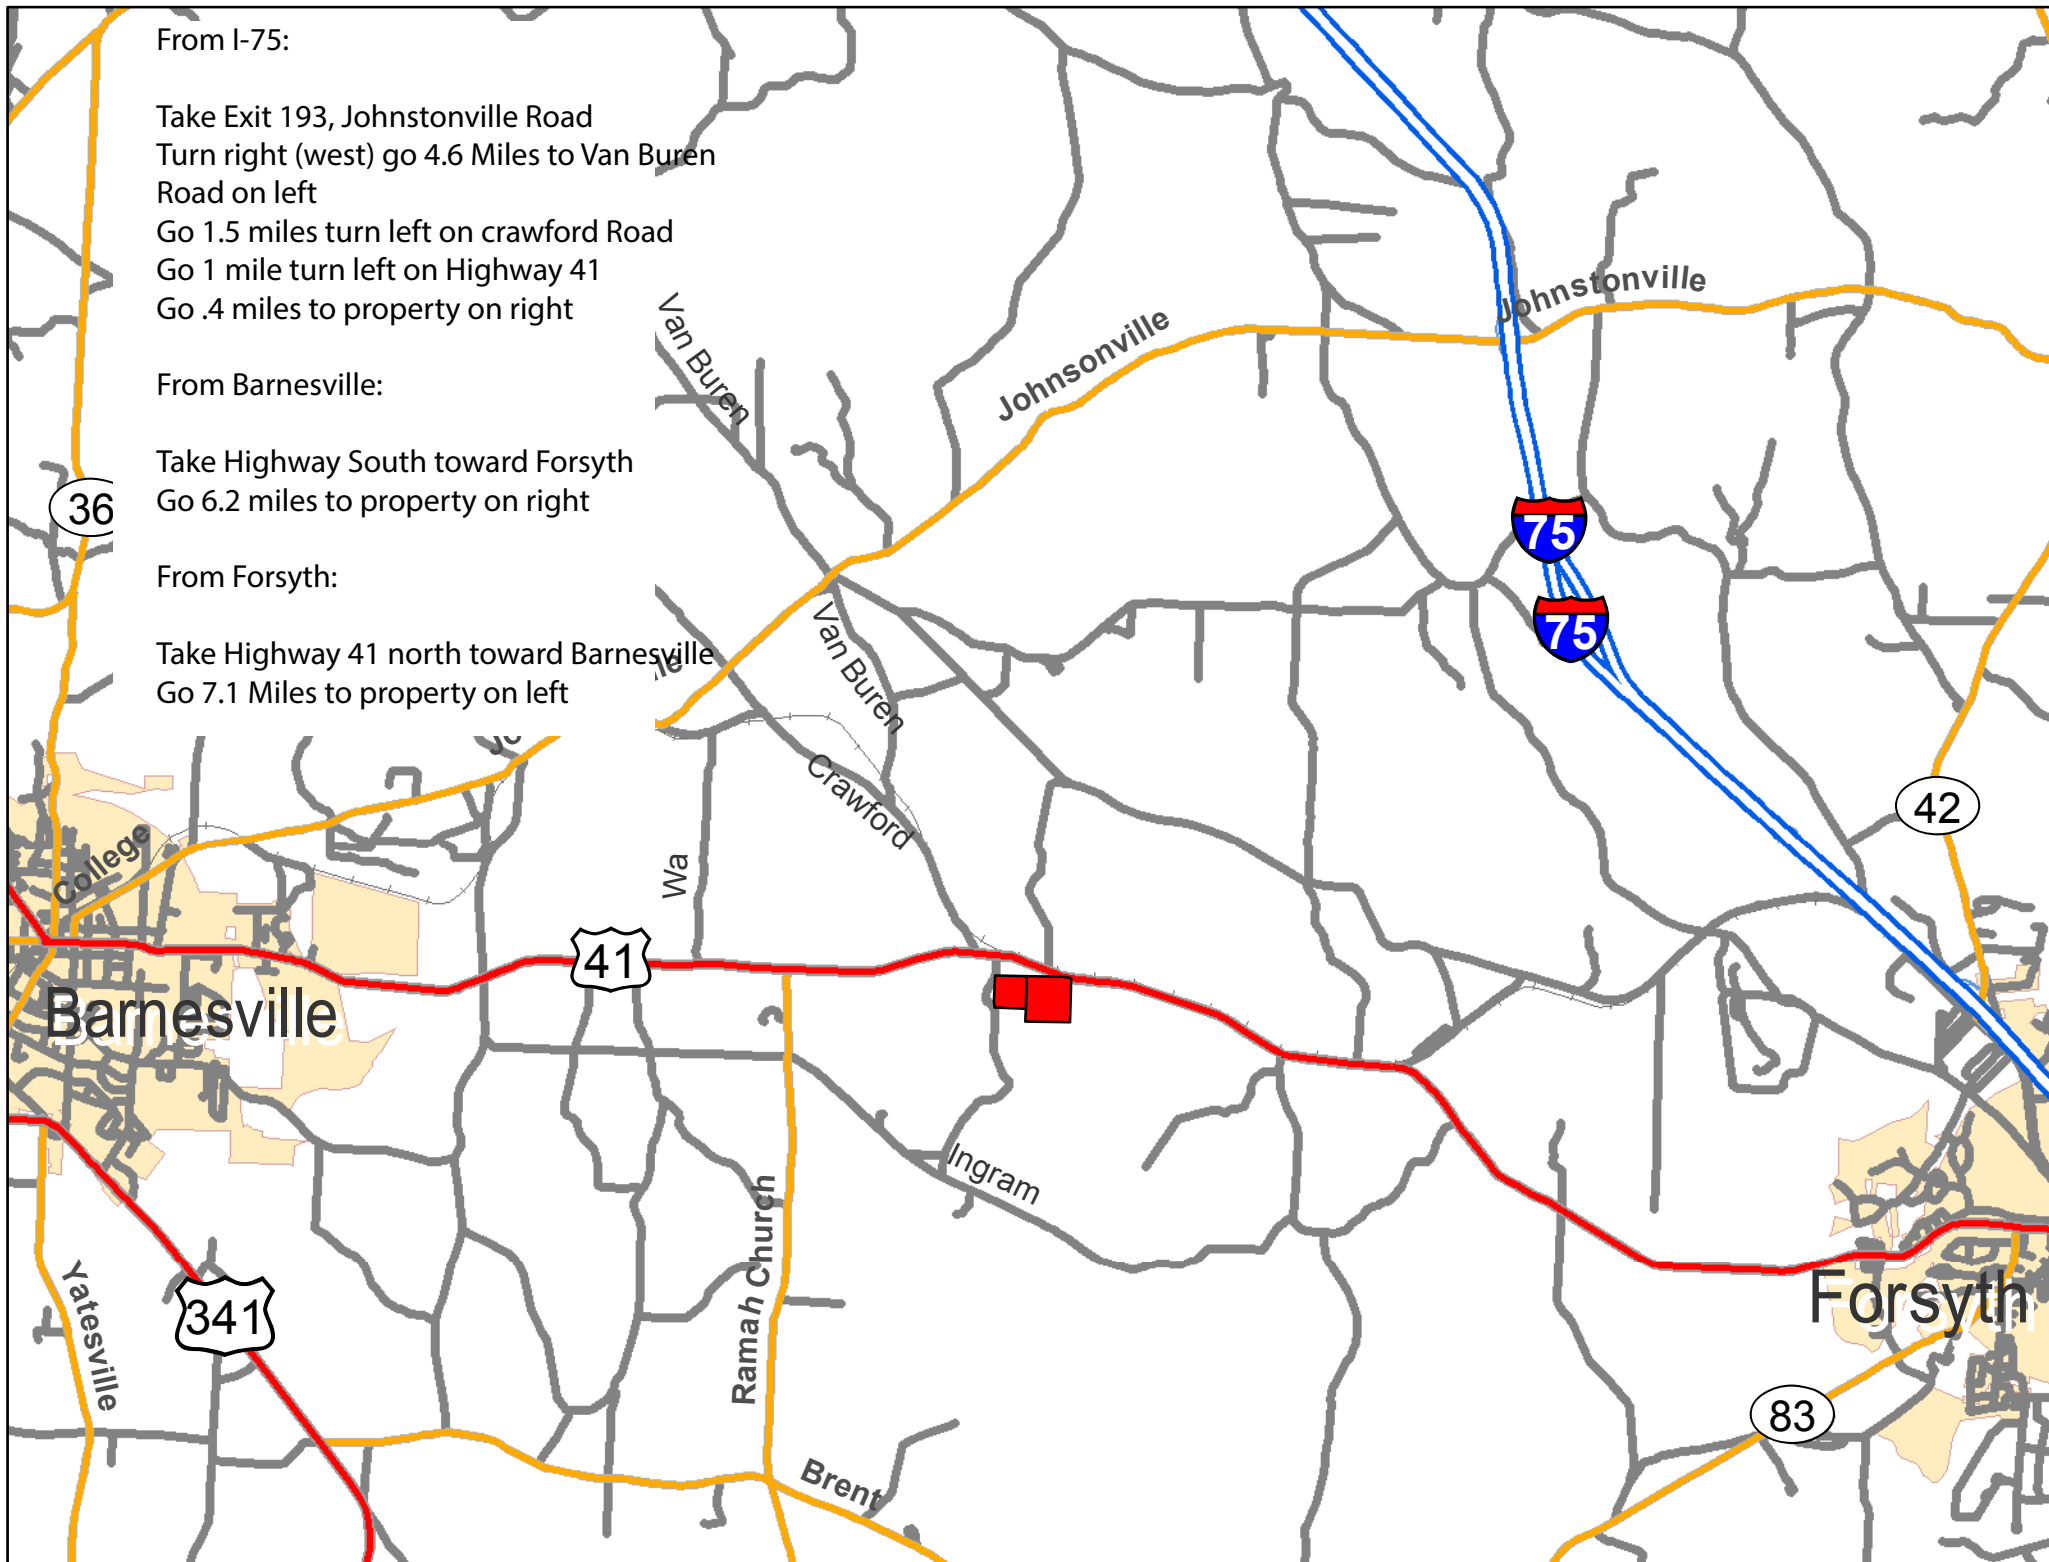 From I-75:
Take Exit 193, Johnstonville Road
Turn right (west) go 4.6 Miles to Van Buren
Road on left
Go 1.5 miles turn left on crawford Road
Go 1 mile turn left on Highway 41
Go .4 miles to property on right
From Barnesville:
Take Highway South toward Forsyth
Go 6.2 miles to property on right
From Forsyth:
Take Highway 41 north toward Barnesville
Go 7.1 Miles to property on left
Van Buren
Johnsonville
Johnstonville
36
75
75
Van Buren
lle
Jo
Crawford
42
College
Wa
41
Barnesville
Ingram
Ramah Church
Yatesville
341
Forsyth
83
Brent